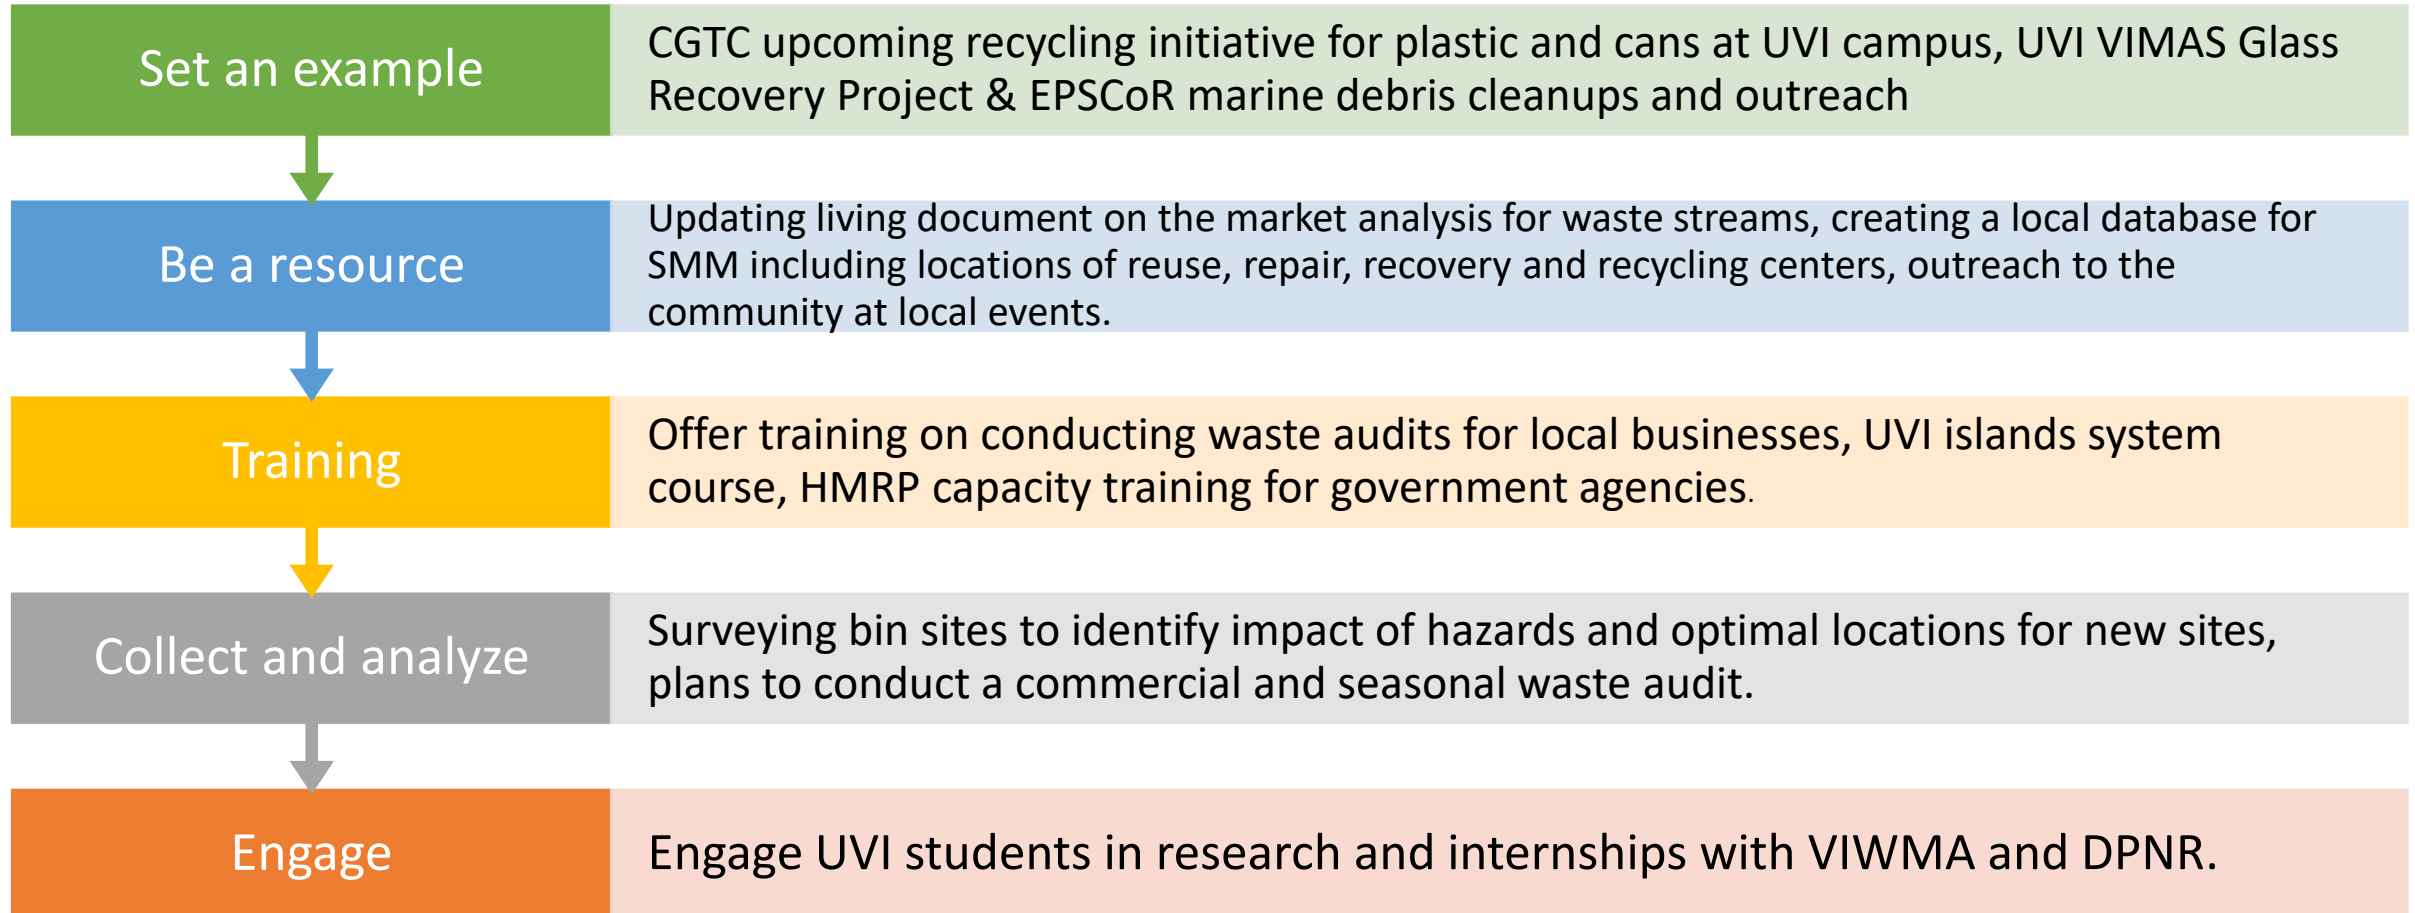 Set an example
CGTC upcoming recycling initiative for plastic and cans at UVI campus, UVI VIMAS Glass
Recovery Project & EPSCoR marine debris cleanups and outreach
Be a resource
Updating living document on the market analysis for waste streams, creating a local database for
SMM including locations of reuse, repair, recovery and recycling centers, outreach to the
community at local events.
Training
Offer training on conducting waste audits for local businesses, UVI islands system
course, HMRP capacity training for government agencies.
Collect and analyze
Surveying bin sites to identify impact of hazards and optimal locations for new sites,
plans to conduct a commercial and seasonal waste audit.
Engage
Engage UVI students in research and internships with VIWMA and DPNR.